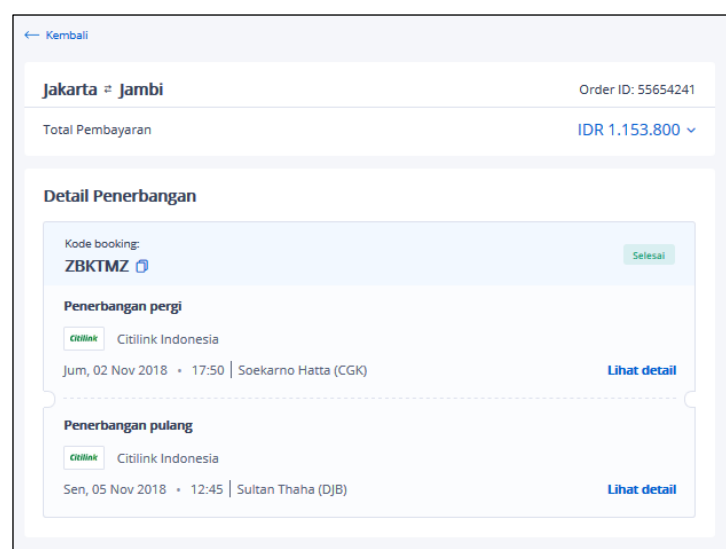 ← Kembali
Jakarta ⇄ Jambi
Order ID: 55654241
Total Pembayaran
IDR 1.153.800
Detail Penerbangan
Kode booking:
ZBKTMZ
Selesai
Penerbangan pergi
Citilink Citilink Indonesia
Jum, 02 Nov 2018 • 17:50 | Soekarno Hatta (CGK)
Lihat detail
Penerbangan pulang
Citilink Citilink Indonesia
Sen, 05 Nov 2018 • 12:45 | Sultan Thaha (DJB)
Lihat detail